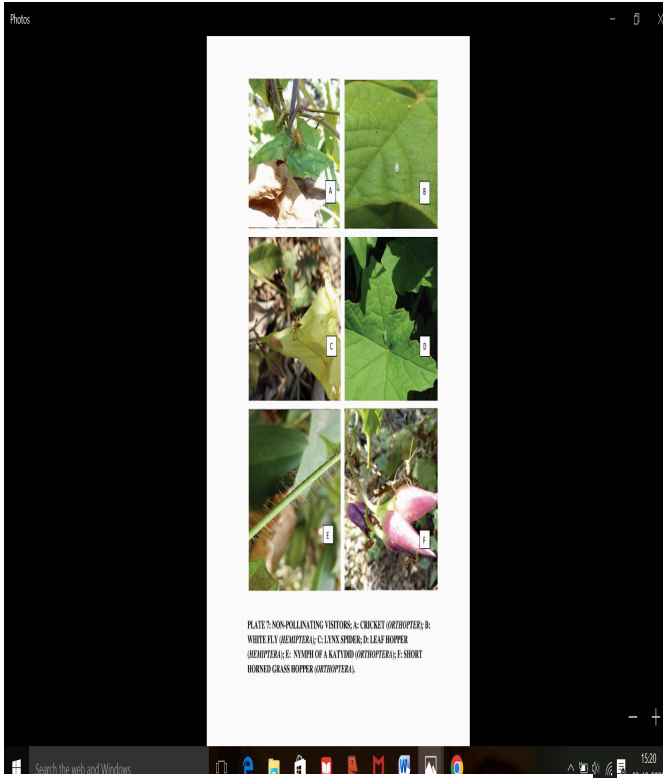 Photos
A
B
C
D
E
F
PLATE 7: NON-POLLINATING VISITORS; A: CRICKET (ORTHOPTER); B:
WHITE FLY (HEMIPTERA); C: LYNX SPIDER; D: LEAF HOPPER
(HEMIPTERA); E: NYMPH OF A KATYDID (ORTHOPTERA); F: SHORT
HORNED GRASS HOPPER (ORTHOPTERA).
Search the web and Windows
15:20